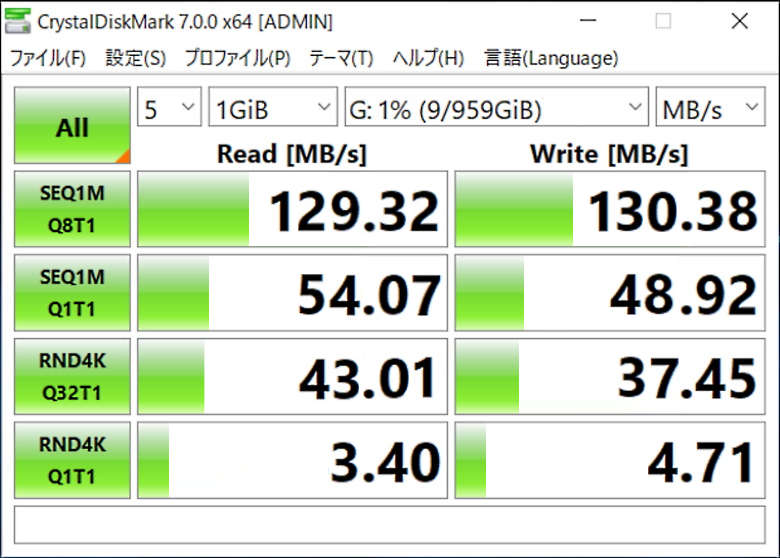 CrystalDiskMark 7.0.0 x64 [ADMIN]
ファイル(F) 設定(S) プロファイル(P) テーマ(T) ヘルプ(H) 言語(Language)
All 5 1GiB G: 1% (9/959GiB) MB/s
Read [MB/s] Write [MB/s]
SEQ1M
Q8T1
129.32 130.38
SEQ1M
Q1T1
54.07 48.92
RND4K
Q32T1
43.01 37.45
RND4K
Q1T1
3.40 4.71